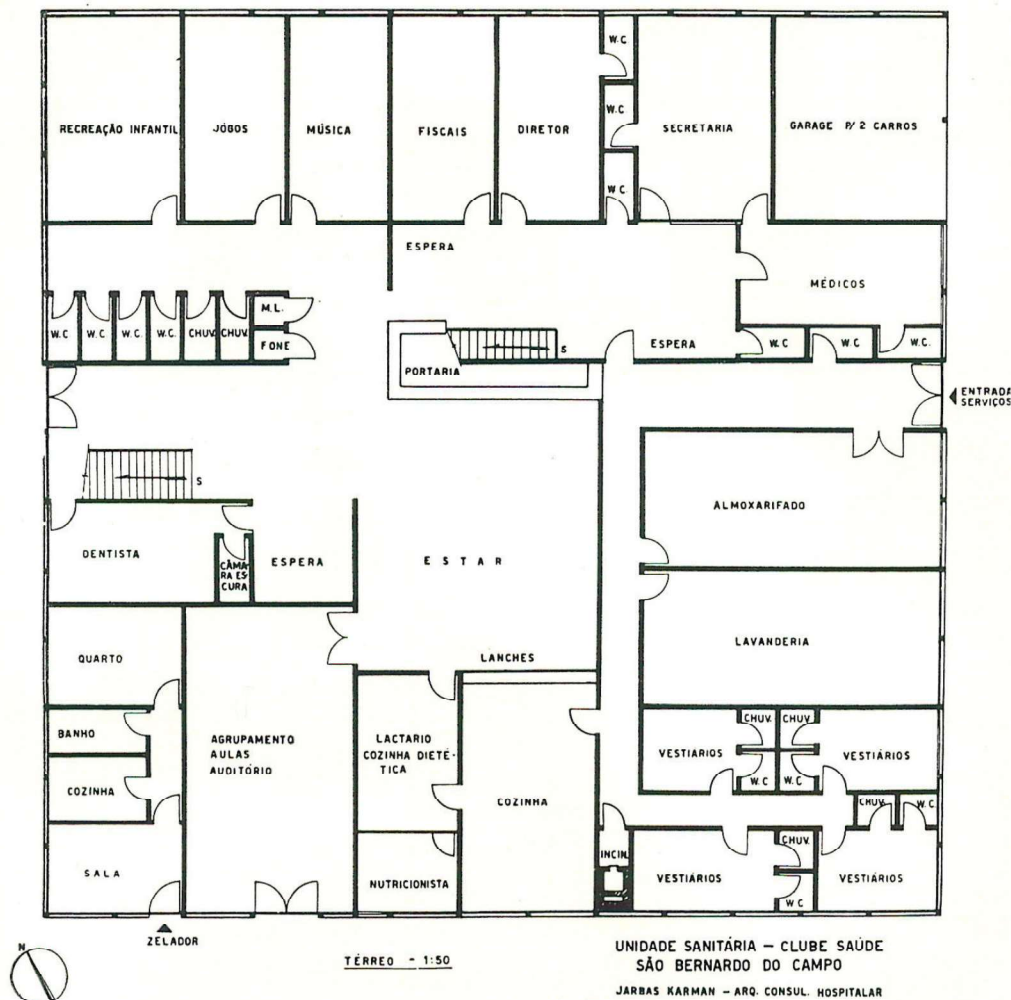 W.C
RECREAÇÃO INFANTIL
JÔGOS
MÚSICA
FISCAIS
DIRETOR
W.C
SECRETARIA
GARAGE P/ 2 CARROS
W.C.
ESPERA
MÉDICOS
W.C
W.C.
W.C.
W.C.
CHUV.
CHUV.
M.L.
FONE
S
ESPERA
W.C
W.C
W.C.
PORTARIA
ENTRADA
SERVIÇOS
S
ALMOXARIFADO
DENTISTA
CÂMA-
RA ES-
CURA
ESPERA
ESTAR
LAVANDERIA
QUARTO
LANCHES
BANHO
AGRUPAMENTO
AULAS
AUDITÓRIO
LACTARIO
COZINHA DIETÉ-
TICA
VESTIÁRIOS
CHUV.
CHUV.
VESTIÁRIOS
W.C
W.C
COZINHA
COZINHA
CHUV.
W.C.
SALA
NUTRICIONISTA
INCIN.
VESTIÁRIOS
CHUV.
W.C
VESTIÁRIOS
ZELADOR
N
TÉRREO - 1:50
UNIDADE SANITÁRIA – CLUBE SAÚDE
SÃO BERNARDO DO CAMPO
JARBAS KARMAN – ARQ. CONSUL. HOSPITALAR